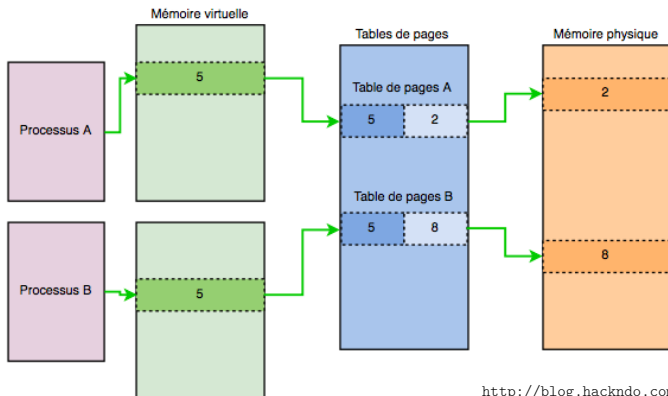 Mémoire virtuelle
Tables de pages
Mémoire physique
5
Table de pages A
2
Processus A
5 2
Table de pages B
5 8
8
Processus B
5
http://blog.hackndo.com